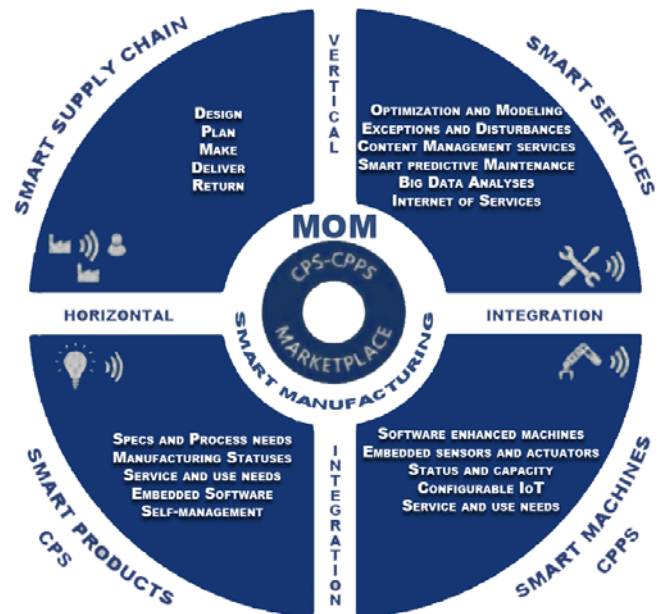 SMART SUPPLY CHAIN
VERTICAL
SMART SERVICES
DESIGN
PLAN
MAKE
DELIVER
RETURN
OPTIMIZATION AND MODELING
EXCEPTIONS AND DISTURBANCES
CONTENT MANAGEMENT SERVICES
SMART PREDICTIVE MAINTENANCE
BIG DATA ANALYSES
INTERNET OF SERVICES
MOM
CPS-CPPS
MARKETPLACE
SMART MANUFACTURING
HORIZONTAL
INTEGRATION
SPECS AND PROCESS NEEDS
MANUFACTURING STATUSES
SERVICE AND USE NEEDS
EMBEDDED SOFTWARE
SELF-MANAGEMENT
SOFTWARE ENHANCED MACHINES
EMBEDDED SENSORS AND ACTUATORS
STATUS AND CAPACITY
CONFIGURABLE IOT
SERVICE AND USE NEEDS
SMART PRODUCTS
CPS
INTEGRATION
SMART MACHINES
CPPS